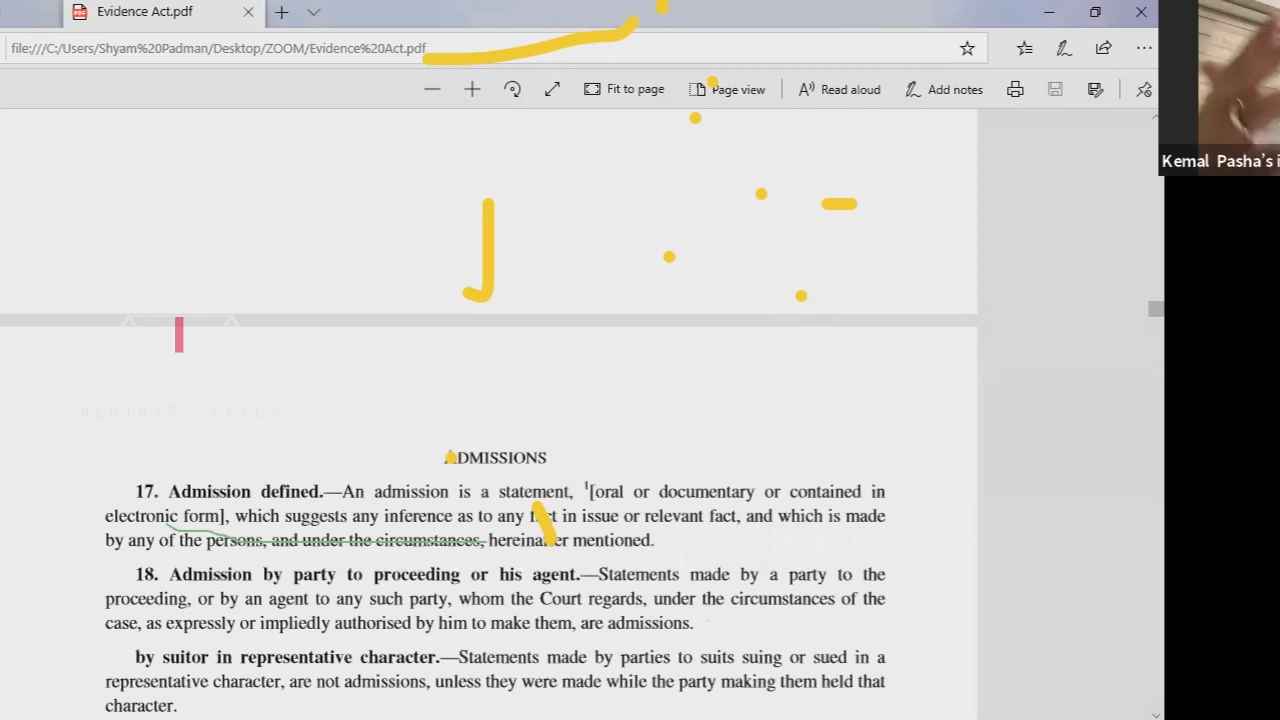 Evidence Act.pdf
file:///C:/Users/Shyam%20Padman/Desktop/ZOOM/Evidence%20Act.pdf
Fit to page
Page view
Read aloud
Add notes
Kemal Pasha's i
WEBINAR SERIES
ADMISSIONS
17. Admission defined.—An admission is a statement, 1[oral or documentary or contained in
electronic form], which suggests any inference as to any fact in issue or relevant fact, and which is made
by any of the persons, and under the circumstances, hereinafter mentioned.
18. Admission by party to proceeding or his agent.—Statements made by a party to the
proceeding, or by an agent to any such party, whom the Court regards, under the circumstances of the
case, as expressly or impliedly authorised by him to make them, are admissions.
by suitor in representative character.—Statements made by parties to suits suing or sued in a
representative character, are not admissions, unless they were made while the party making them held that
character.